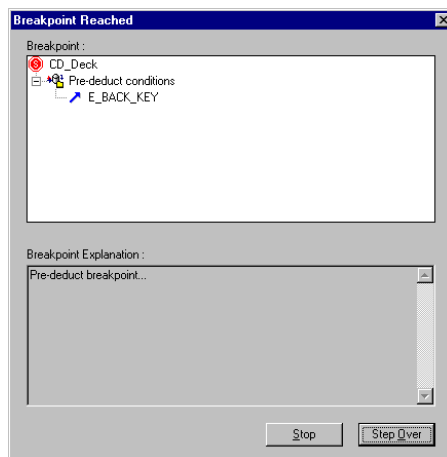 Breakpoint Reached
Breakpoint :
CD_Deck
Pre-deduct conditions
E_BACK_KEY
Breakpoint Explanation :
Pre-deduct breakpoint...
Stop
Step Over